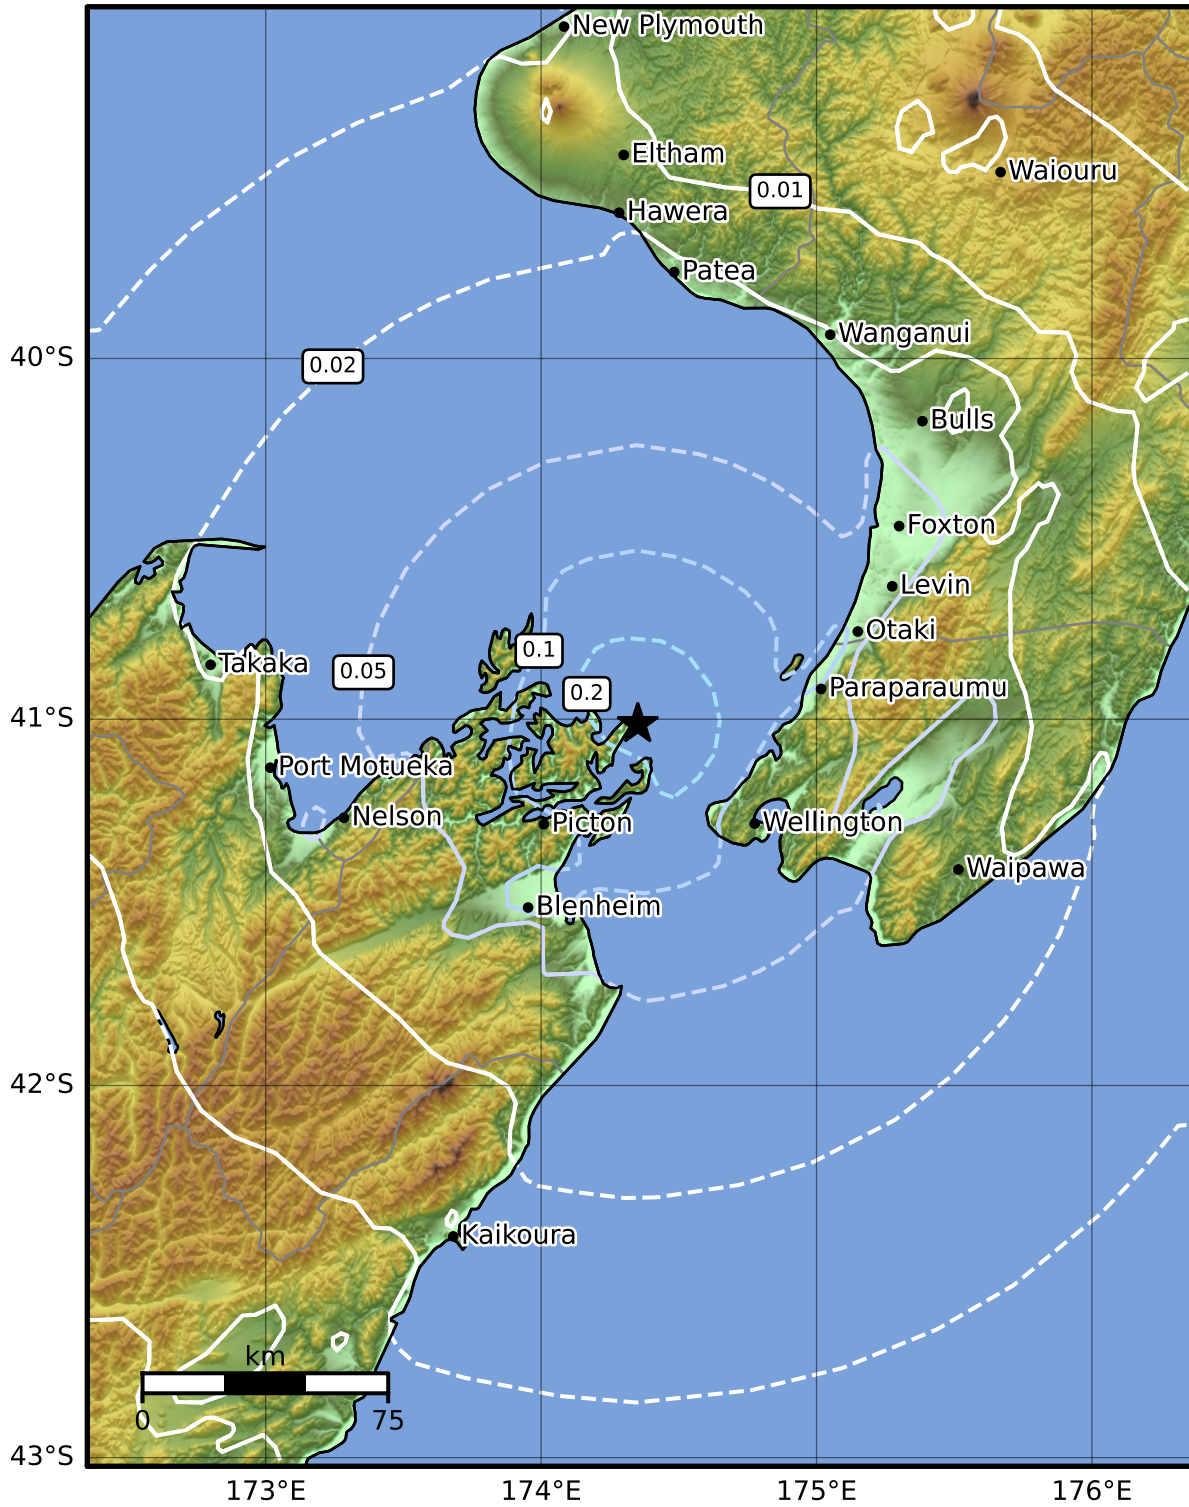 New Plymouth
Eltham
Waiouru
0.01
Hawera
Patea
Wanganui
40°S
0.02
Bulls
Foxton
Levin
Otaki
0.1
Takaka
0.05
0.2
Paraparaumu
41°S
Port Motueka
Nelson
Picton
Wellington
Waipawa
Blenheim
42°S
Kaikoura
km
0
75
43°S
173°E
174°E
175°E
176°E